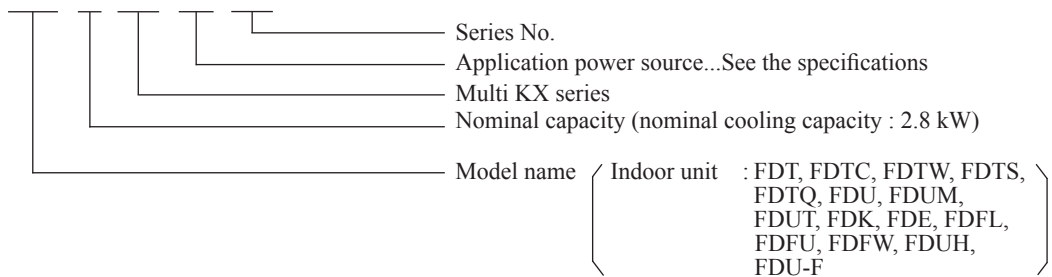 Series No.
Application power source...See the specifications
Multi KX series
Nominal capacity (nominal cooling capacity : 2.8 kW)
Model name ( Indoor unit : FDT, FDTC, FDTW, FDTS,
FDTQ, FDU, FDUM,
FDUT, FDK, FDE, FDFL,
FDFU, FDFW, FDUH,
FDU-F )